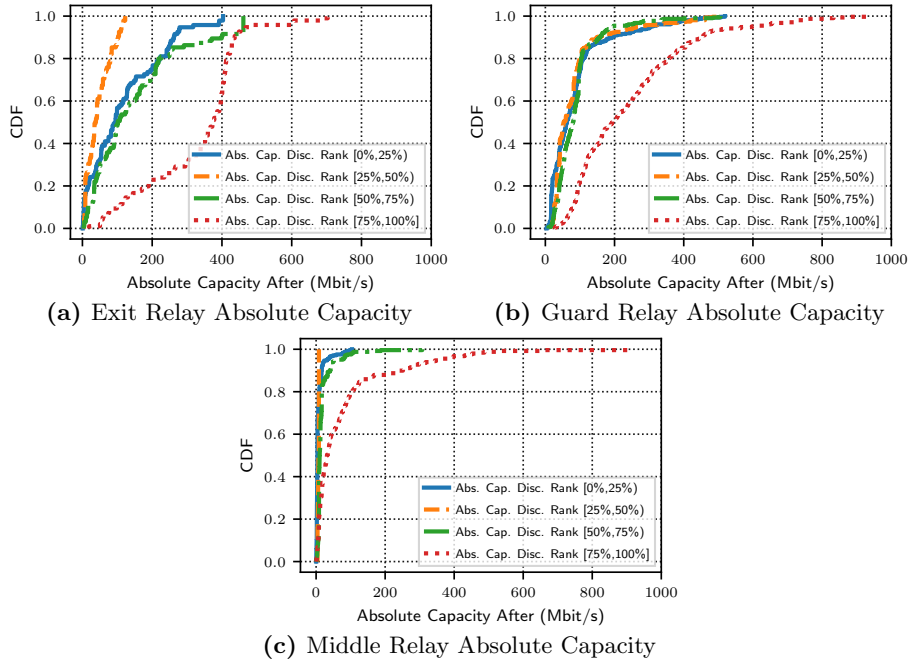 1.0
0.8
0.6
0.4
0.2
0.0
CDF
Abs. Cap. Disc. Rank [0%,25%)
Abs. Cap. Disc. Rank [25%,50%)
Abs. Cap. Disc. Rank [50%,75%)
Abs. Cap. Disc. Rank [75%,100%]
0 200 400 600 800 1000
Absolute Capacity After (Mbit/s)
(a) Exit Relay Absolute Capacity
1.0
0.8
0.6
0.4
0.2
0.0
CDF
Abs. Cap. Disc. Rank [0%,25%)
Abs. Cap. Disc. Rank [25%,50%)
Abs. Cap. Disc. Rank [50%,75%)
Abs. Cap. Disc. Rank [75%,100%]
0 200 400 600 800 1000
Absolute Capacity After (Mbit/s)
(b) Guard Relay Absolute Capacity
1.0
0.8
0.6
0.4
0.2
0.0
CDF
Abs. Cap. Disc. Rank [0%,25%)
Abs. Cap. Disc. Rank [25%,50%)
Abs. Cap. Disc. Rank [50%,75%)
Abs. Cap. Disc. Rank [75%,100%]
0 200 400 600 800 1000
Absolute Capacity After (Mbit/s)
(c) Middle Relay Absolute Capacity